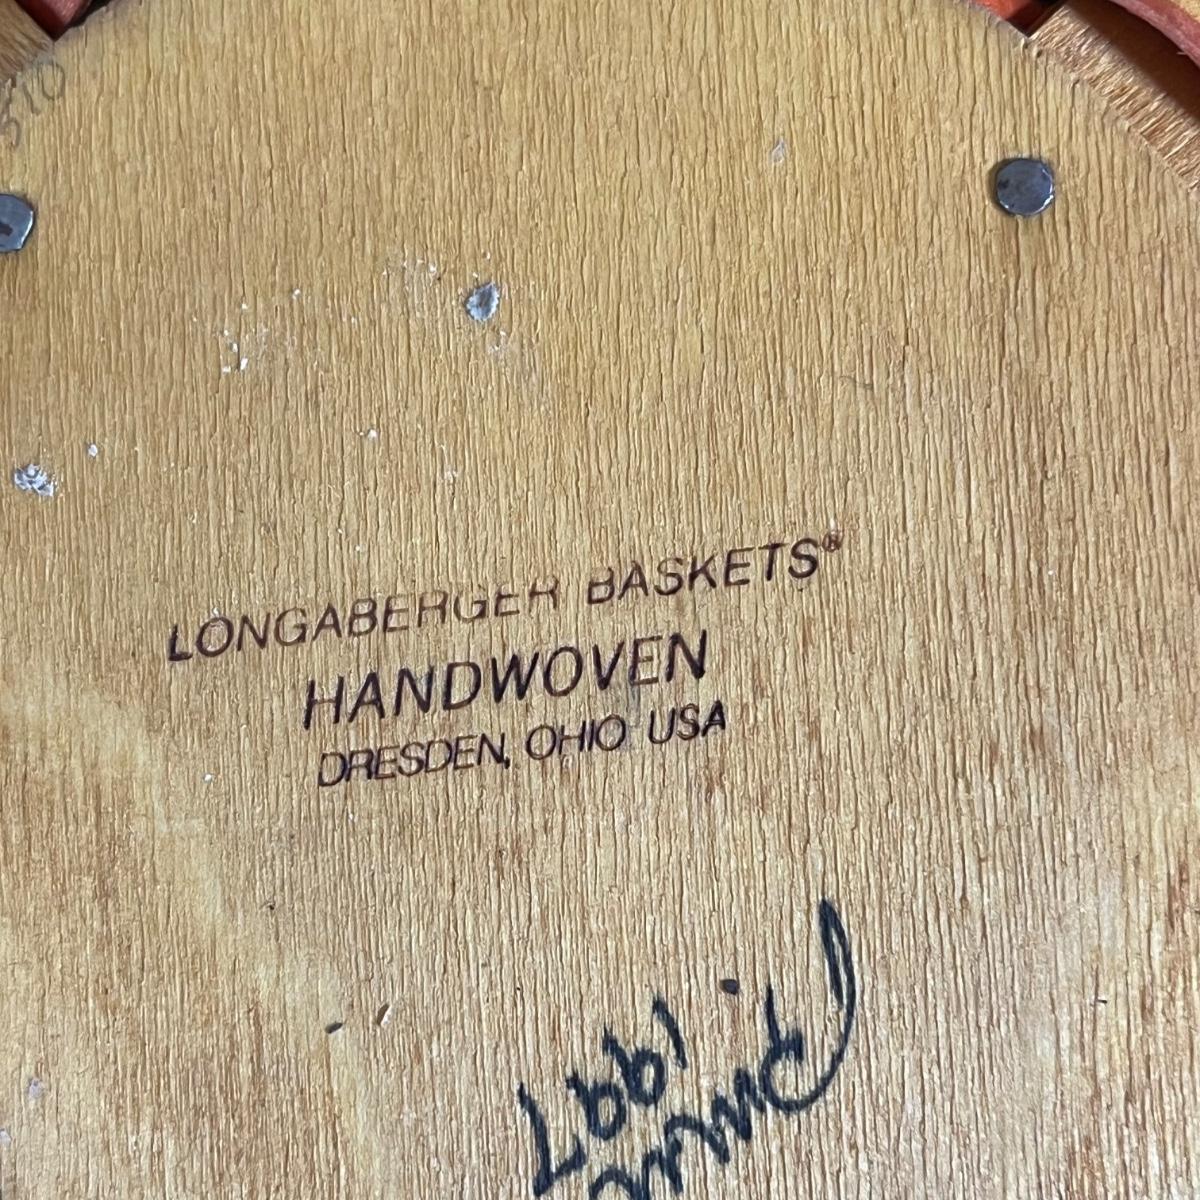 LONGABERGER BASKETS®
HANDWOVEN
DRESDEN, OHIO USA
1997